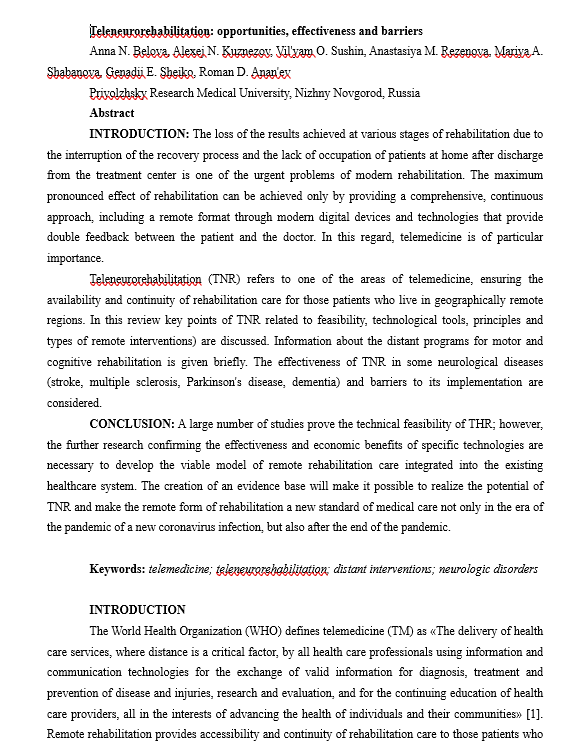 Teleneurorehabilitation: opportunities, effectiveness and barriers
Anna N. Belova, Alexej N. Kuznezov, Vil'yam O. Sushin, Anastasiya M. Rezenova, Mariya A.
Shabanova, Genadii E. Sheiko, Roman D. Anan'ev
Privolzhsky Research Medical University, Nizhny Novgorod, Russia
Abstract
INTRODUCTION: The loss of the results achieved at various stages of rehabilitation due to
the interruption of the recovery process and the lack of occupation of patients at home after discharge
from the treatment center is one of the urgent problems of modern rehabilitation. The maximum
pronounced effect of rehabilitation can be achieved only by providing a comprehensive, continuous
approach, including a remote format through modern digital devices and technologies that provide
double feedback between the patient and the doctor. In this regard, telemedicine is of particular
importance.
Teleneurorehabilitation (TNR) refers to one of the areas of telemedicine, ensuring the
availability and continuity of rehabilitation care for those patients who live in geographically remote
regions. In this review key points of TNR related to feasibility, technological tools, principles and
types of remote interventions) are discussed. Information about the distant programs for motor and
cognitive rehabilitation is given briefly. The effectiveness of TNR in some neurological diseases
(stroke, multiple sclerosis, Parkinson's disease, dementia) and barriers to its implementation are
considered.
CONCLUSION: A large number of studies prove the technical feasibility of THR; however,
the further research confirming the effectiveness and economic benefits of specific technologies are
necessary to develop the viable model of remote rehabilitation care integrated into the existing
healthcare system. The creation of an evidence base will make it possible to realize the potential of
TNR and make the remote form of rehabilitation a new standard of medical care not only in the era of
the pandemic of a new coronavirus infection, but also after the end of the pandemic.
Keywords: telemedicine; teleneurorehabilitation; distant interventions; neurologic disorders
INTRODUCTION
The World Health Organization (WHO) defines telemedicine (TM) as «The delivery of health
care services, where distance is a critical factor, by all health care professionals using information and
communication technologies for the exchange of valid information for diagnosis, treatment and
prevention of disease and injuries, research and evaluation, and for the continuing education of health
care providers, all in the interests of advancing the health of individuals and their communities» [1].
Remote rehabilitation provides accessibility and continuity of rehabilitation care to those patients who